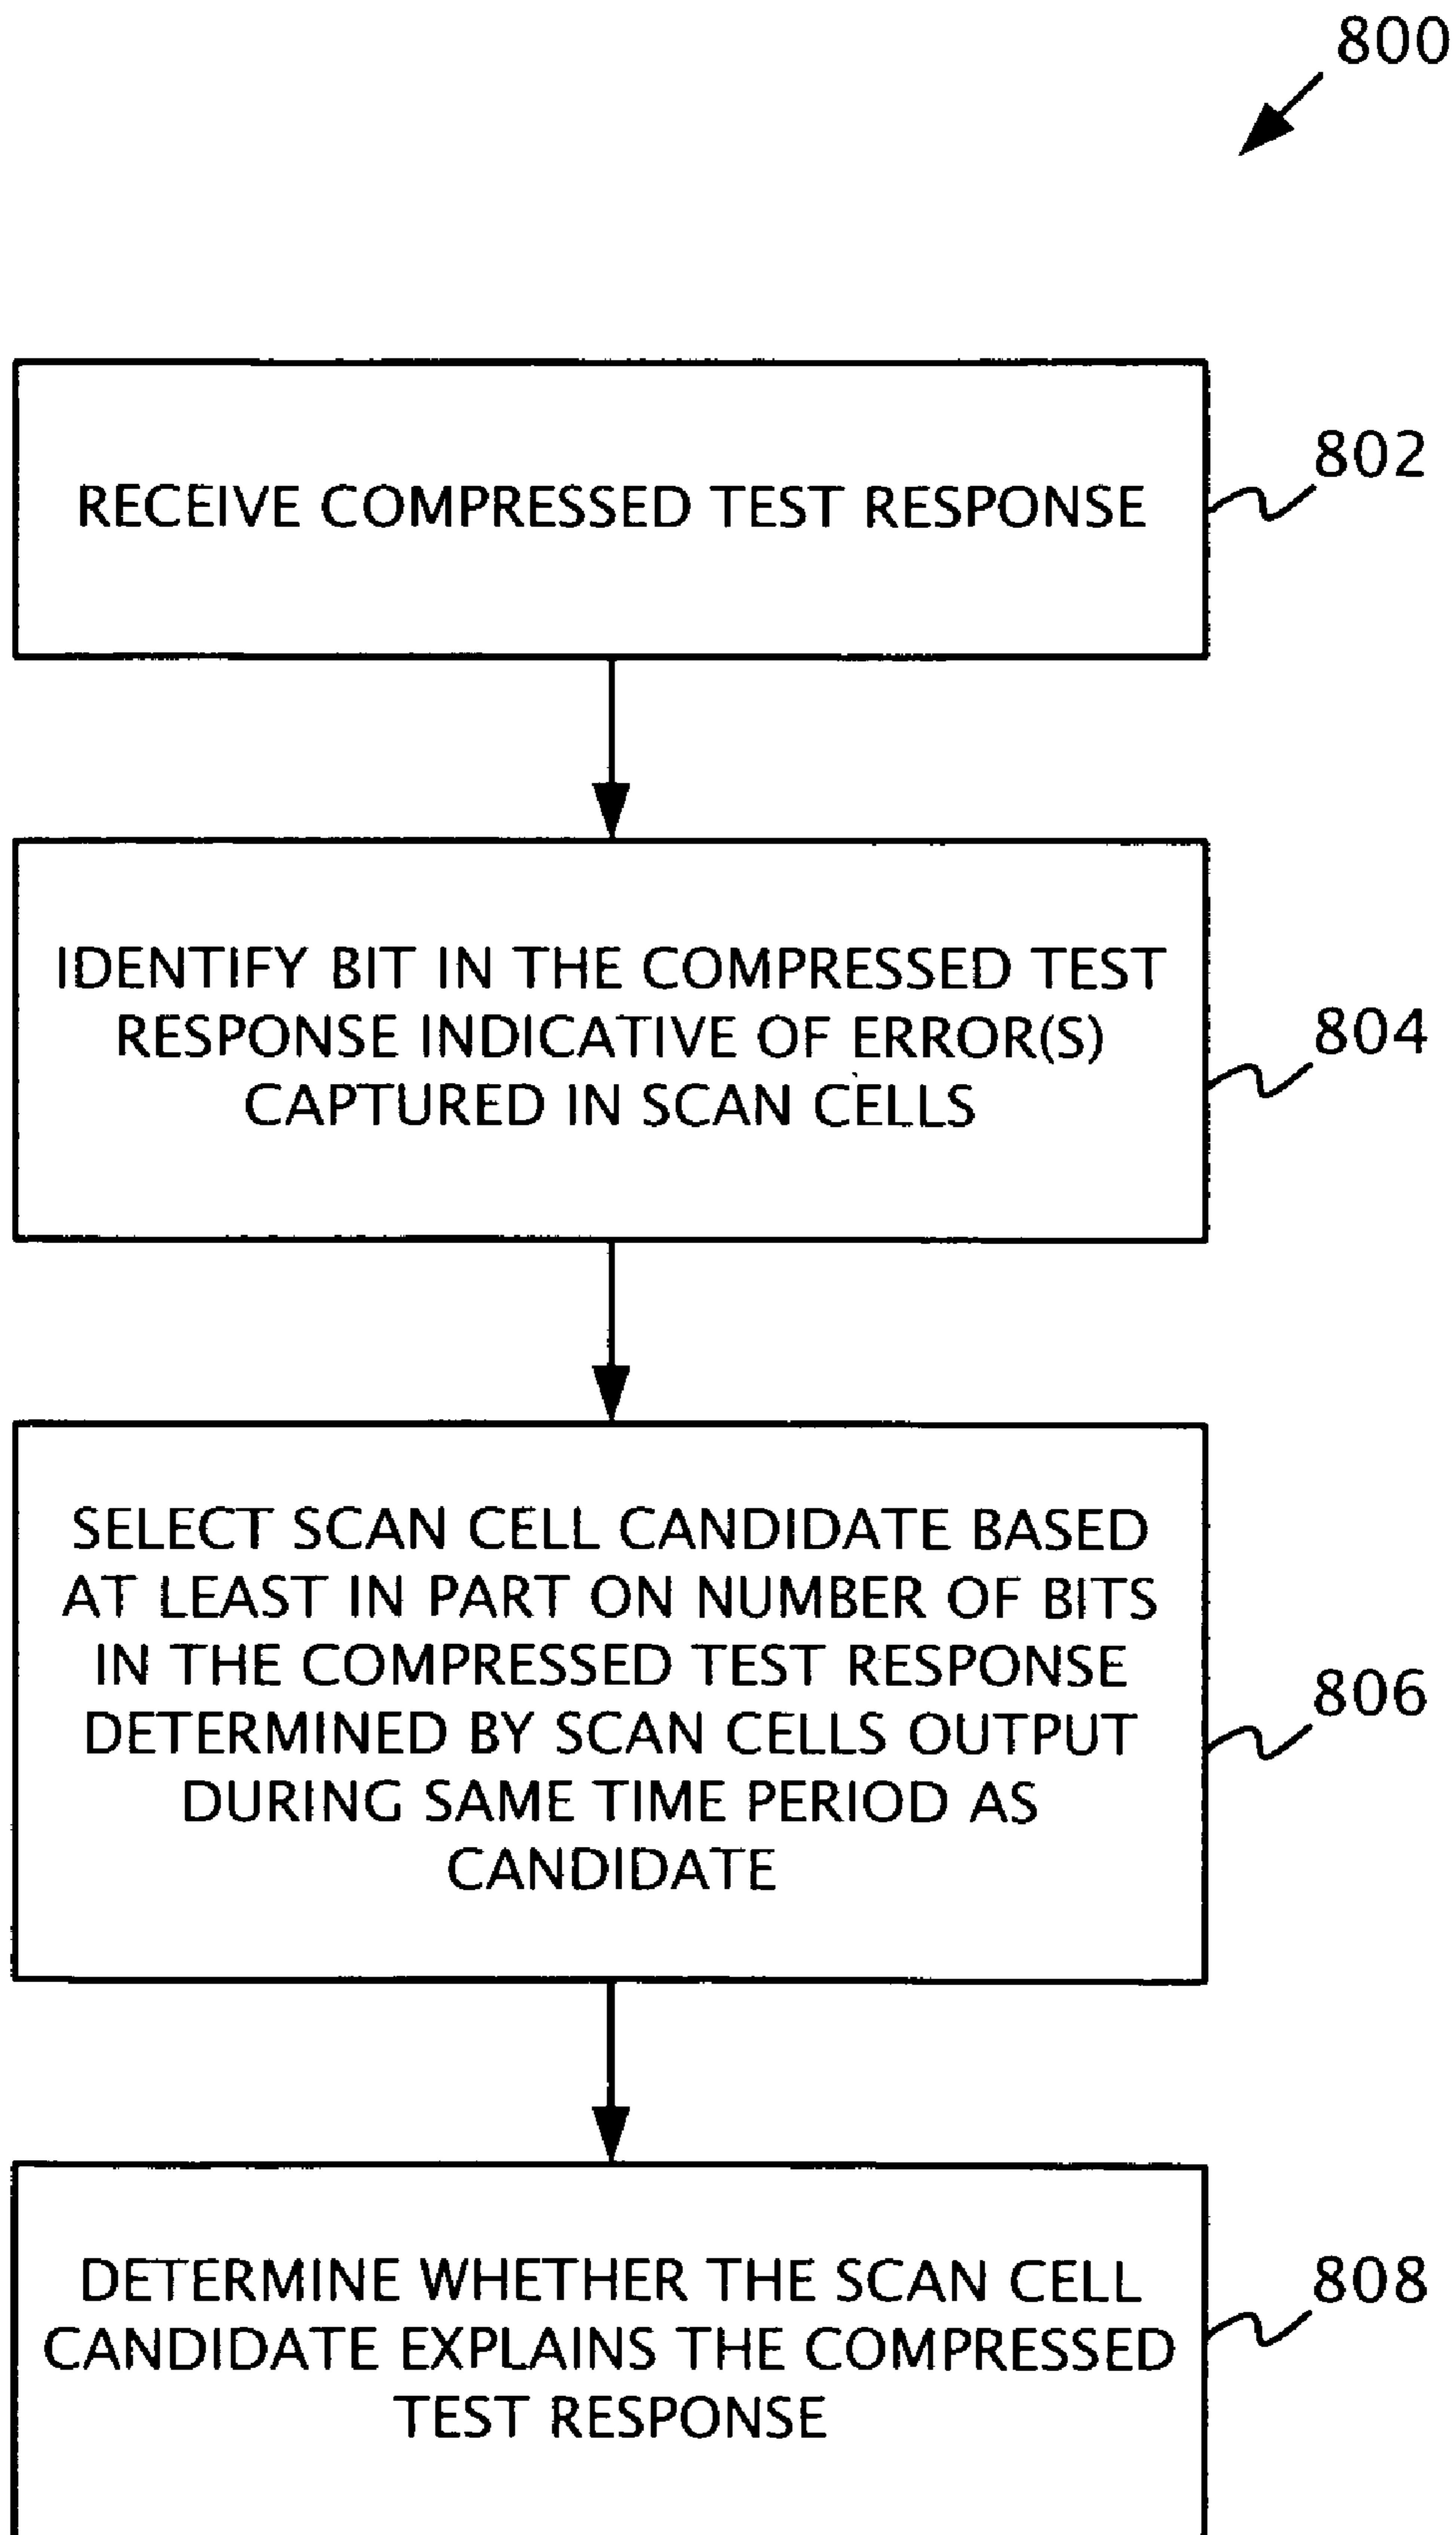 800
RECEIVE COMPRESSED TEST RESPONSE
802
IDENTIFY BIT IN THE COMPRESSED TEST
RESPONSE INDICATIVE OF ERROR(S)
CAPTURED IN SCAN CELLS
804
SELECT SCAN CELL CANDIDATE BASED
AT LEAST IN PART ON NUMBER OF BITS
IN THE COMPRESSED TEST RESPONSE
DETERMINED BY SCAN CELLS OUTPUT
DURING SAME TIME PERIOD AS
CANDIDATE
806
DETERMINE WHETHER THE SCAN CELL
CANDIDATE EXPLAINS THE COMPRESSED
TEST RESPONSE
808